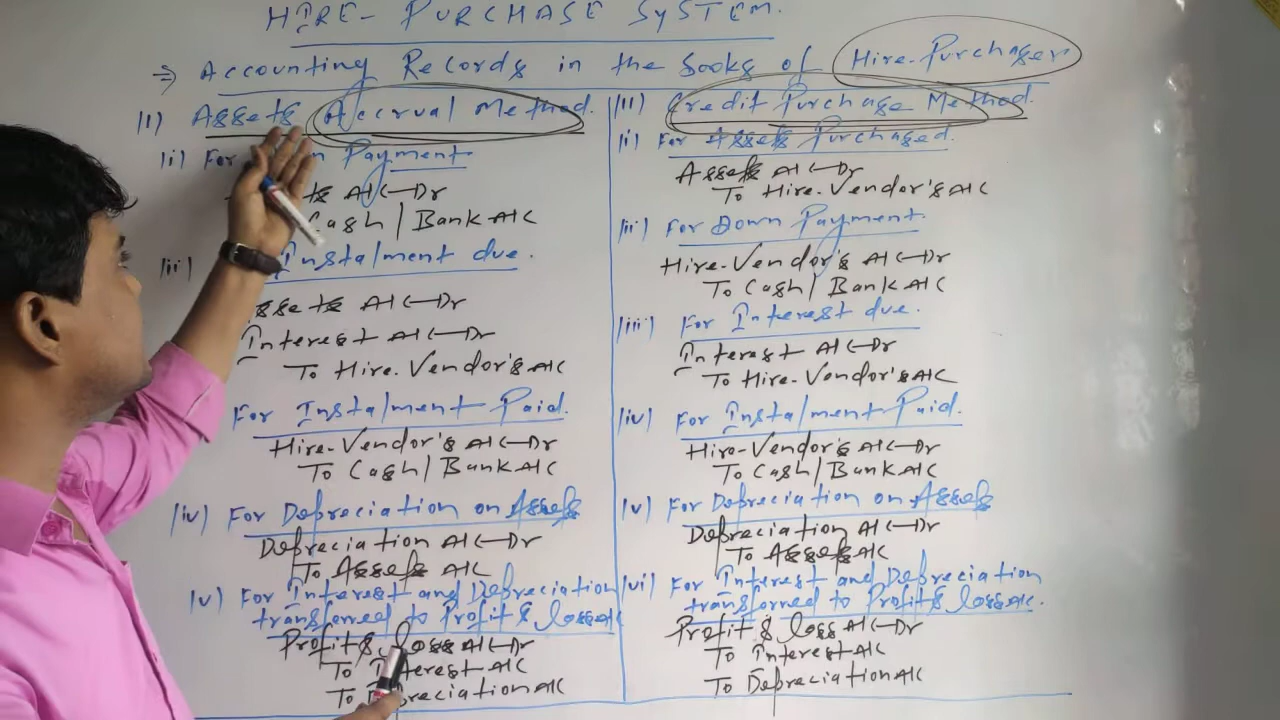 HIRE-PURCHASE SYSTEM.
⇒ Accounting Records in the books of Hire-Purchaser
(1) Assets Accrual Method.
(i) For Payment
A/C—Dr
Cash/Bank A/C
(ii) Instalment due.
A/C—Dr
Interest A/C—Dr
To Hire-Vendor's A/C
For Instalment Paid.
Hire-Vendor's A/C—Dr
To Cash/Bank A/C
(iv) For Depreciation on Assets
Depreciation A/C—Dr
To Assets A/C
(v) For Interest and Depreciation
transferred to Profit & loss A/C
Profit & loss A/C—Dr
To Interest A/C
To Depreciation A/C
(11) Credit Purchase Method.
(i) For Assets Purchased.
Assets A/C—Dr
To Hire-Vendor's A/C
(ii) For Down Payment.
Hire-Vendor's A/C—Dr
To Cash/Bank A/C
(iii) For Interest due.
Interest A/C—Dr
To Hire-Vendor's A/C
(iv) For Instalment Paid.
Hire-Vendor's A/C—Dr
To Cash/Bank A/C
(v) For Depreciation on Assets
Depreciation A/C—Dr
To Assets A/C
(vi) For Interest and Depreciation
transferred to Profit & loss A/C.
Profit & loss A/C—Dr
To Interest A/C
To Depreciation A/C